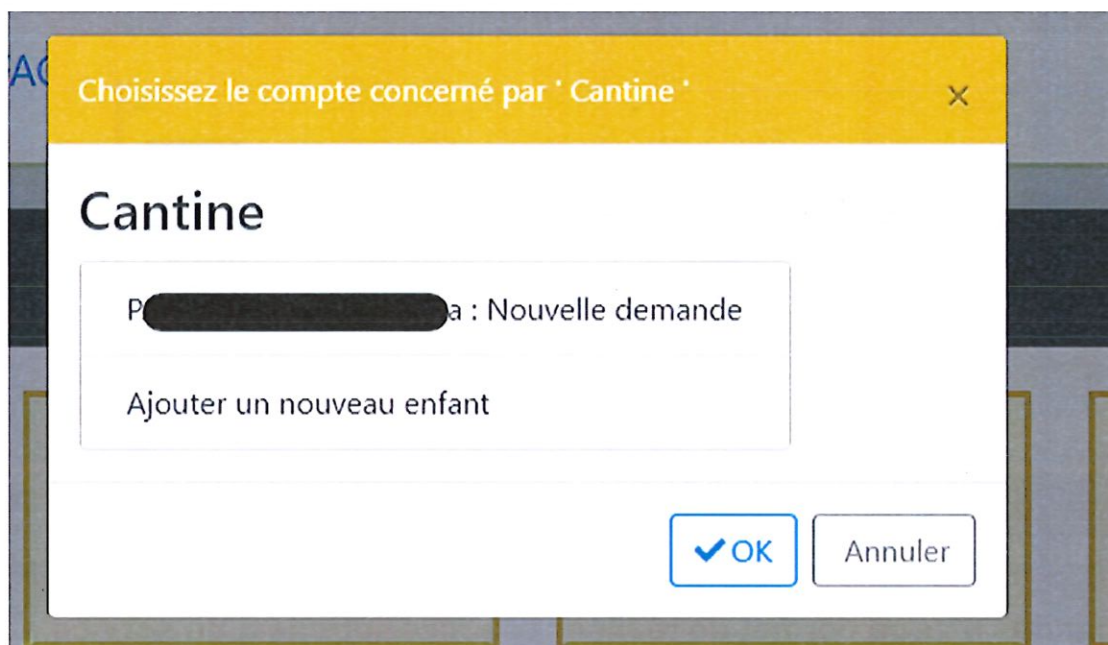 Choisissez le compte concerné par ' Cantine '
×
Cantine
: Nouvelle demande
Ajouter un nouveau enfant
OK
Annuler